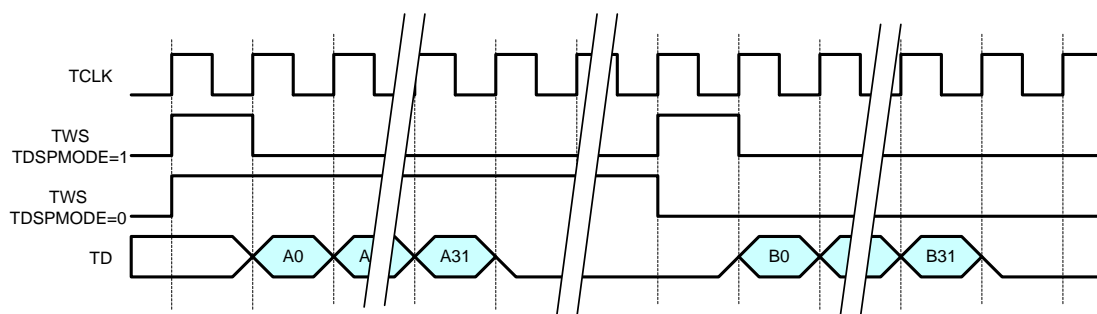 TCLK
TWS
TDSPMODE=1
TWS
TDSPMODE=0
TD
A0
A31
B0
B31